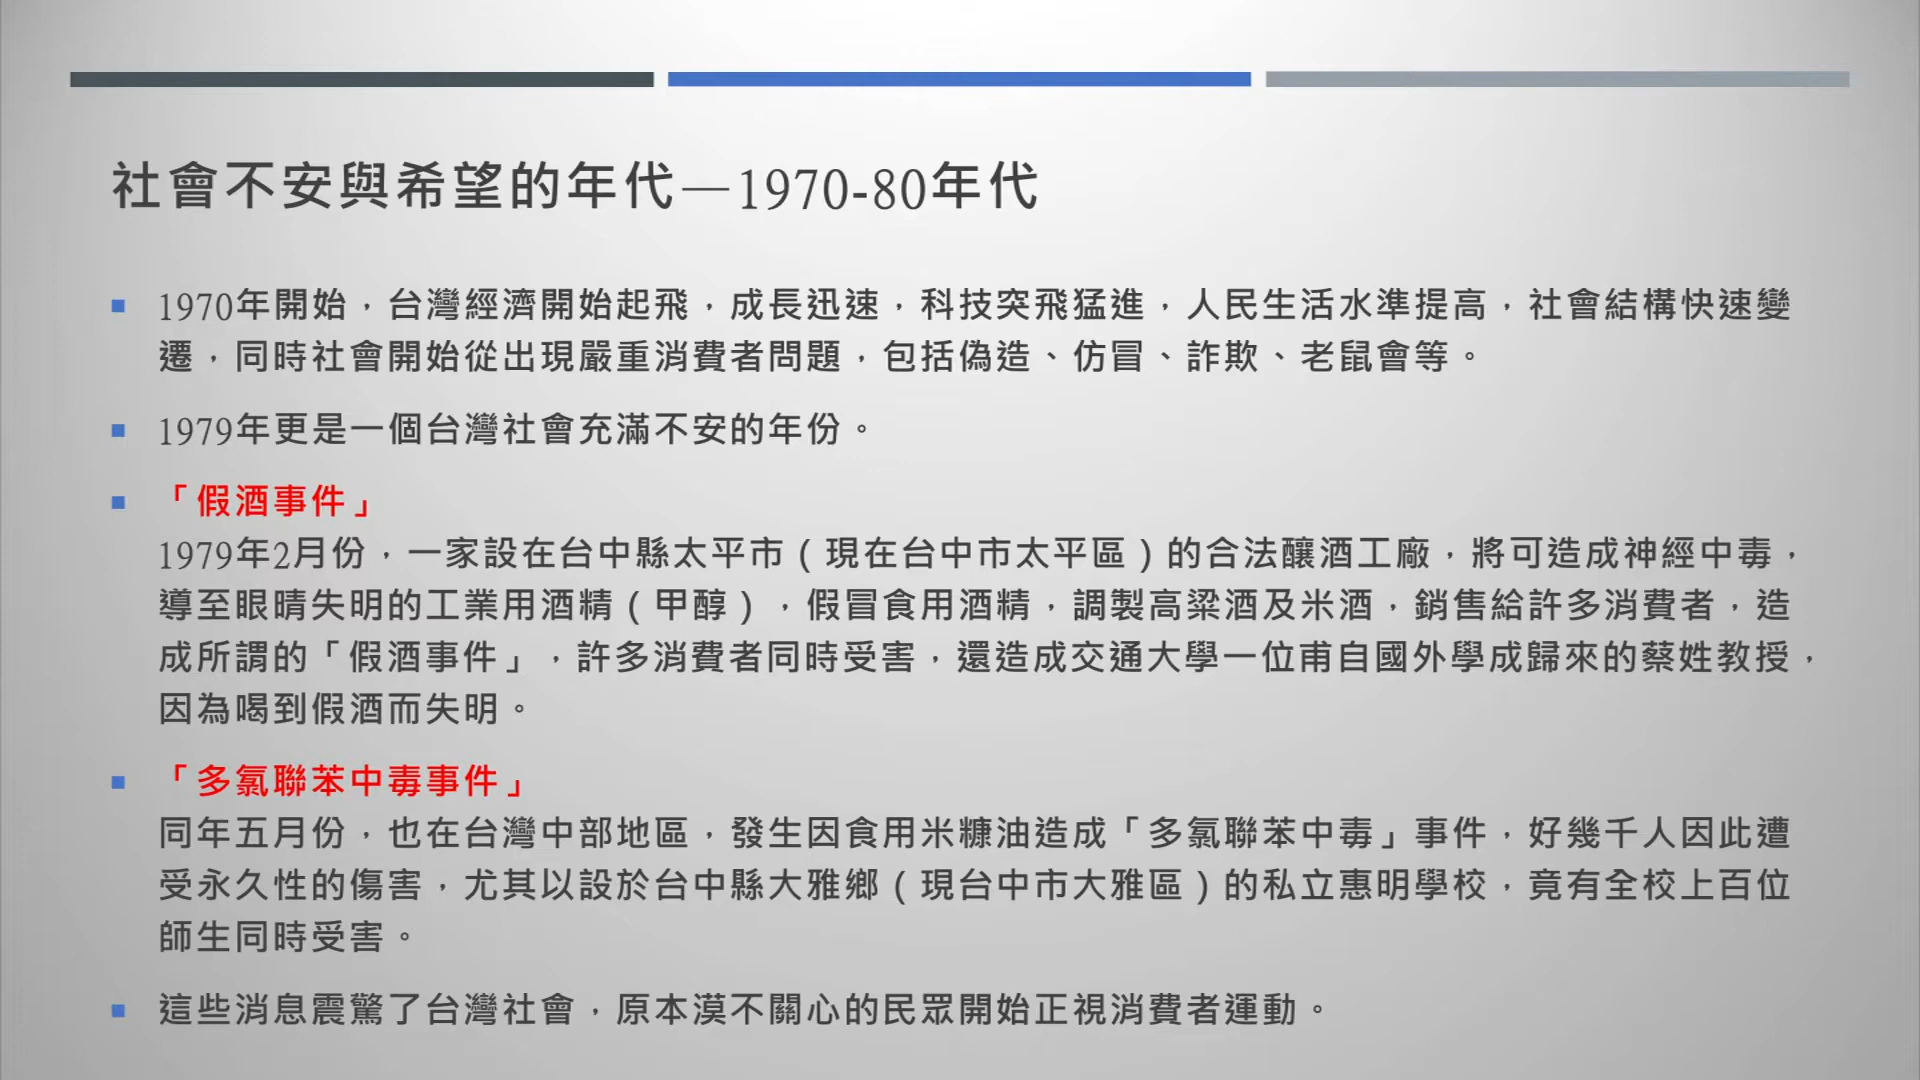 社會不安與希望的年代—1970-80年代
1970年開始，台灣經濟開始起飛，成長迅速，科技突飛猛進，人民生活水準提高，社會結構快速變
遷，同時社會開始從出現嚴重消費者問題，包括偽造、仿冒、詐欺、老鼠會等。
1979年更是一個台灣社會充滿不安的年份。
「假酒事件」
1979年2月份，一家設在台中縣太平市（現在台中市太平區）的合法釀酒工廠，將可造成神經中毒，
導至眼睛失明的工業用酒精（甲醇），假冒食用酒精，調製高粱酒及米酒，銷售給許多消費者，造
成所謂的「假酒事件」，許多消費者同時受害，還造成交通大學一位甫自國外學成歸來的蔡姓教授，
因為喝到假酒而失明。
「多氯聯苯中毒事件」
同年五月份，也在台灣中部地區，發生因食用米糠油造成「多氯聯苯中毒」事件，好幾千人因此遭
受永久性的傷害，尤其以設於台中縣大雅鄉（現台中市大雅區）的私立惠明學校，竟有全校上百位
師生同時受害。
這些消息震驚了台灣社會，原本漠不關心的民眾開始正視消費者運動。